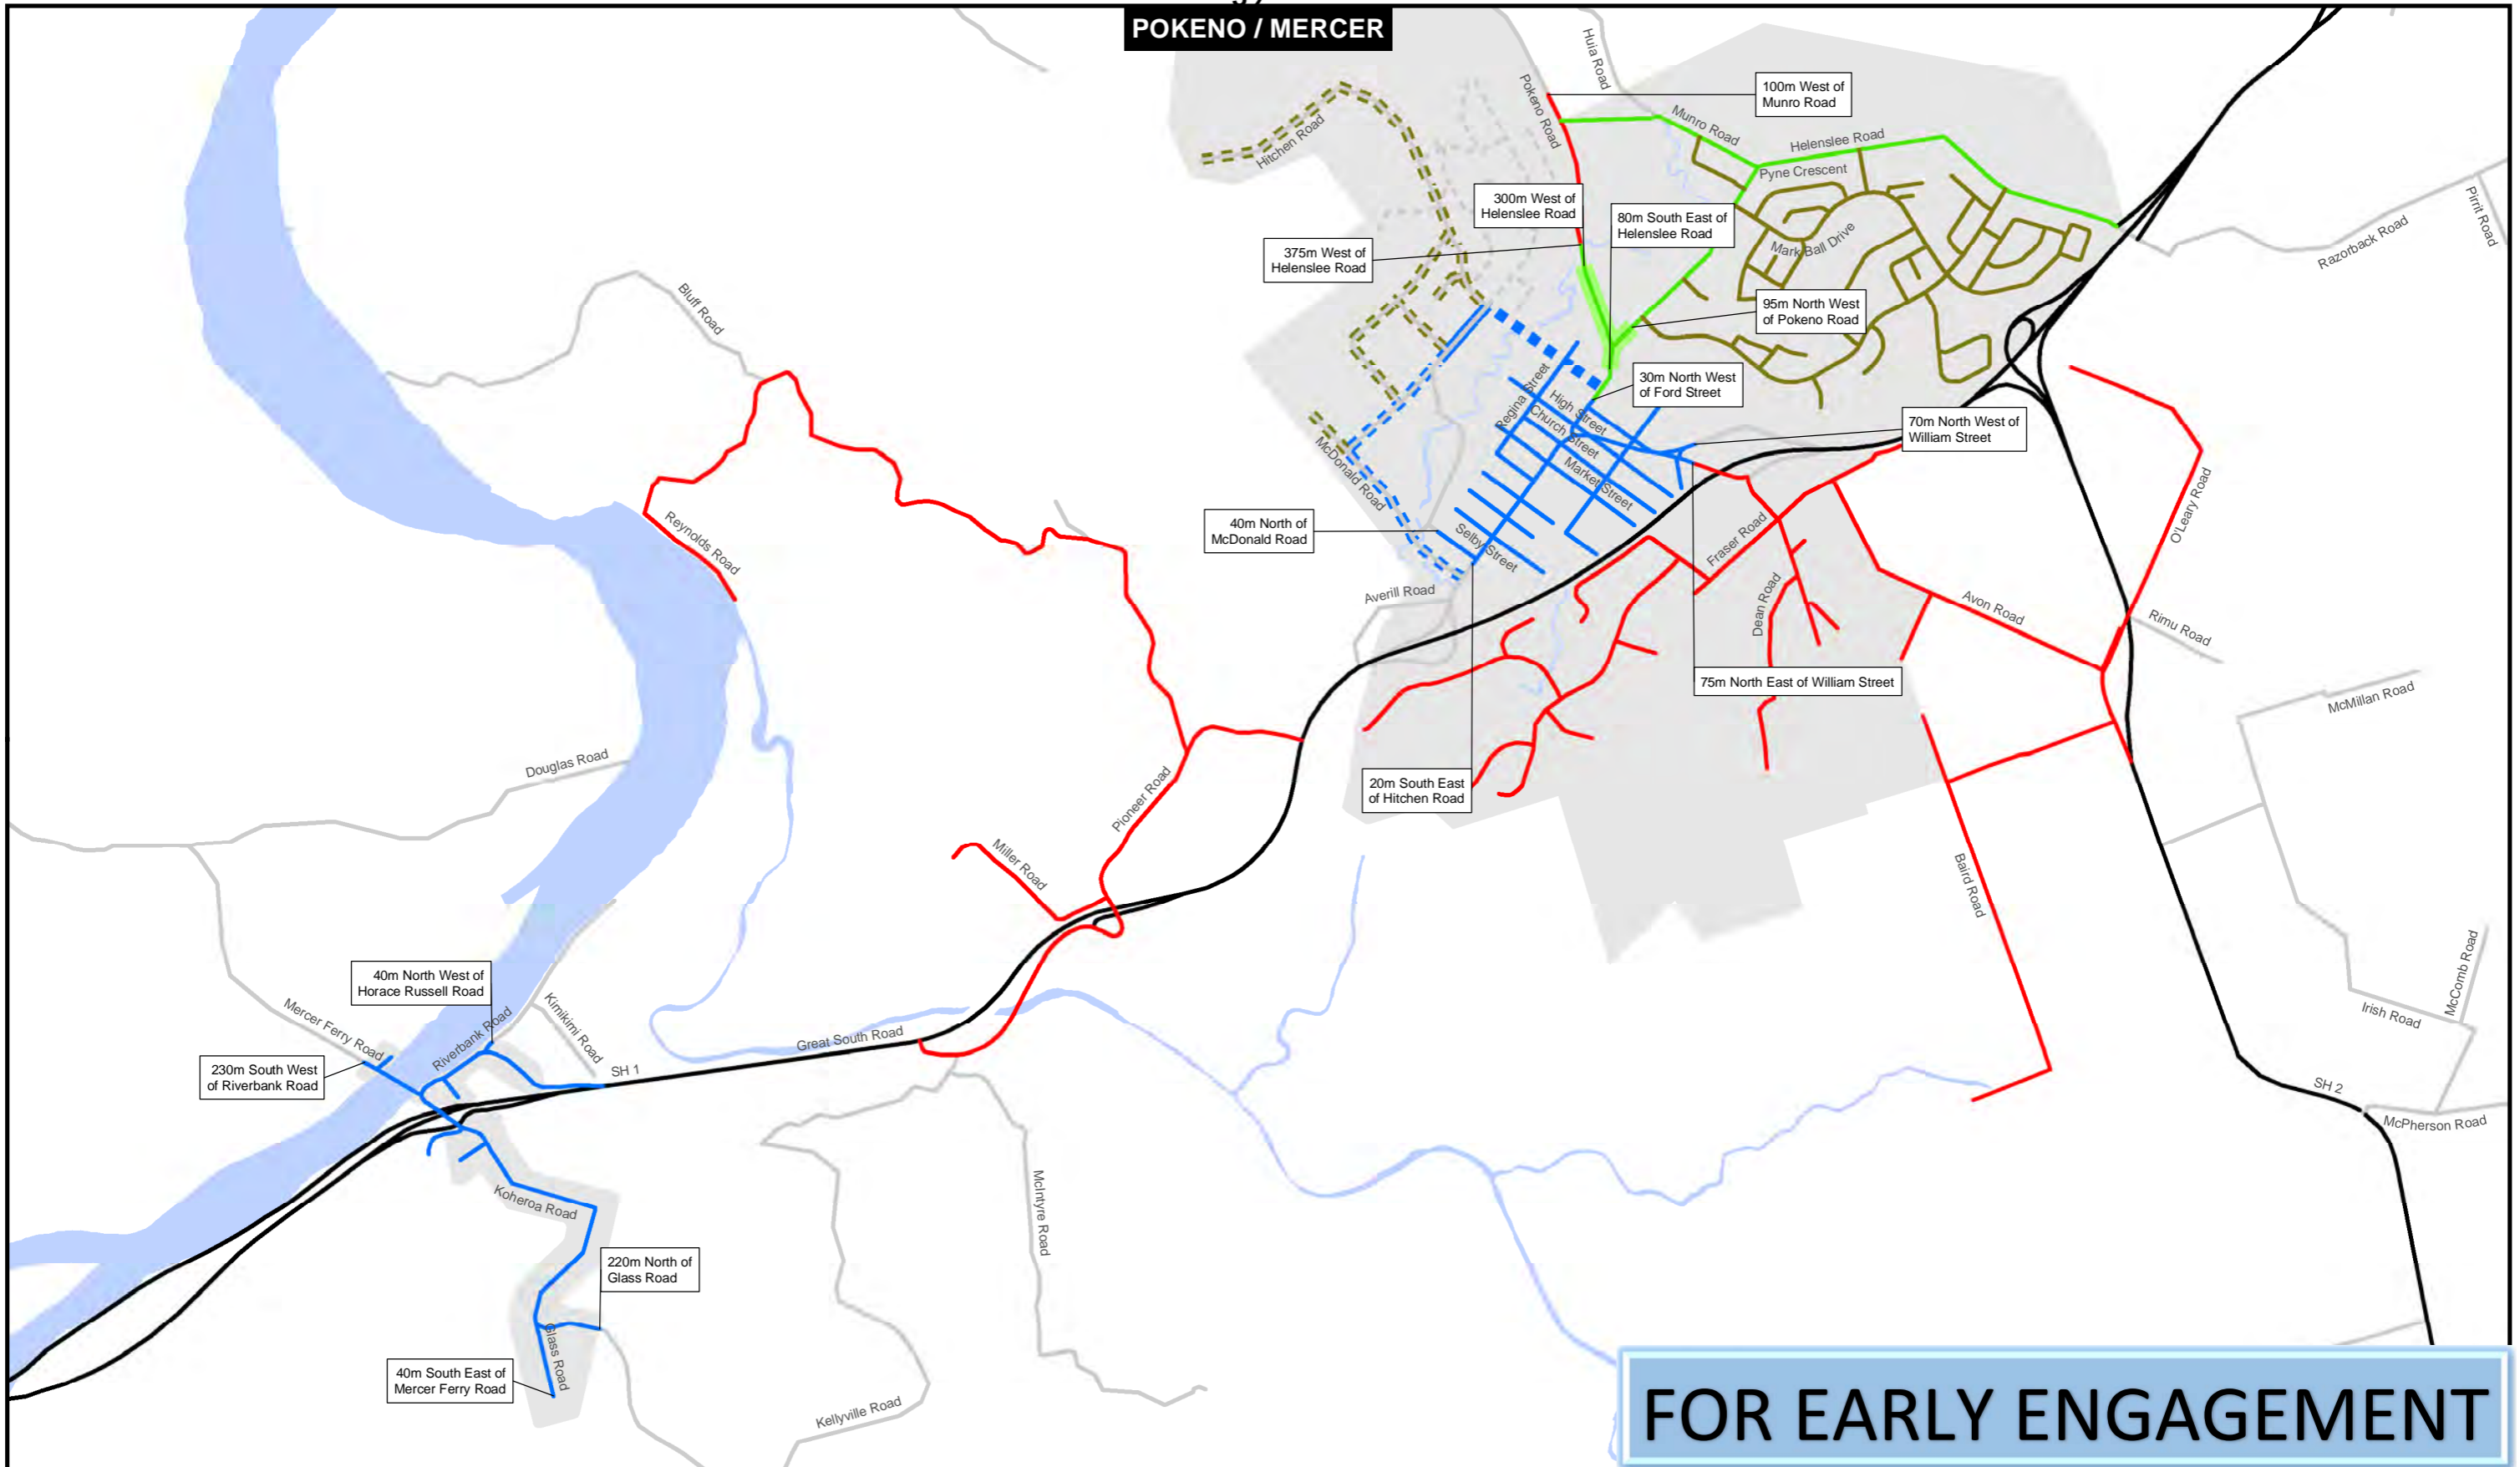 POKENO / MERCER
Huia Road
Pokeno Road
100m West of
Munro Road
Munro Road
Helenslee Road
Pyne Crescent
Hitchen Road
Pirrit Road
Razorback Road
300m West of
Helenslee Road
80m South East of
Helenslee Road
Mark Ball Drive
375m West of
Helenslee Road
95m North West
of Pokeno Road
Bluff Road
30m North West
of Ford Street
Regina Street
High Street
Church Street
Market Street
70m North West of
William Street
McDonald Road
O'Leary Road
Reynolds Road
40m North of
McDonald Road
Selby Street
Fraser Road
Averill Road
Dean Road
Avon Road
Rimu Road
75m North East of William Street
McMillan Road
Douglas Road
20m South East
of Hitchen Road
Pioneer Road
Miller Road
Baird Road
40m North West of
Horace Russell Road
McComb Road
Irish Road
Mercer Ferry Road
Riverbank Road
Kimikimi Road
Great South Road
SH 1
230m South West
of Riverbank Road
SH 2
McPherson Road
Koheroa Road
McIntyre Road
220m North of
Glass Road
Glass Road
40m South East of
Mercer Ferry Road
Kellyville Road
FOR EARLY ENGAGEMENT